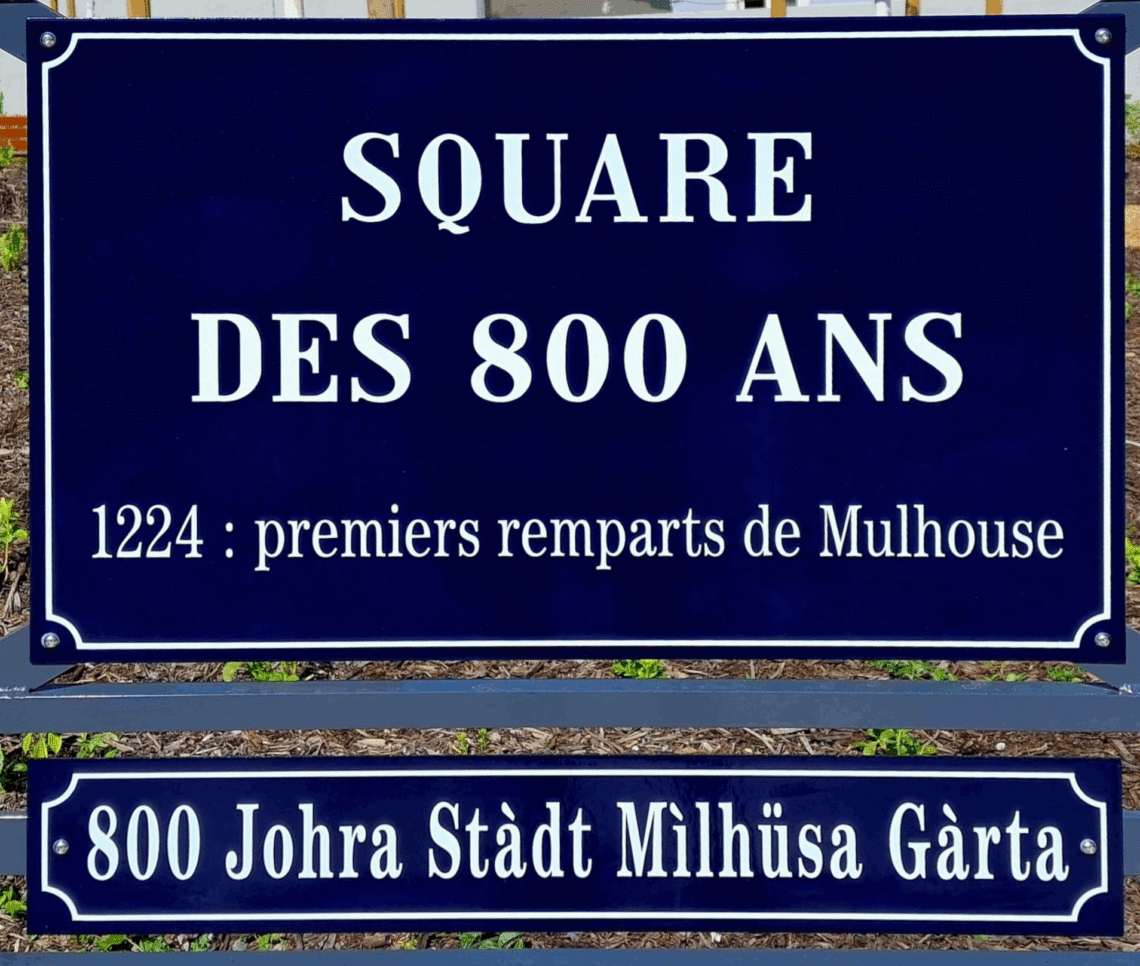 SQUARE
DES 800 ANS
1224 : premiers remparts de Mulhouse
800 Johra Stàdt Mìlhüsa Gàrta